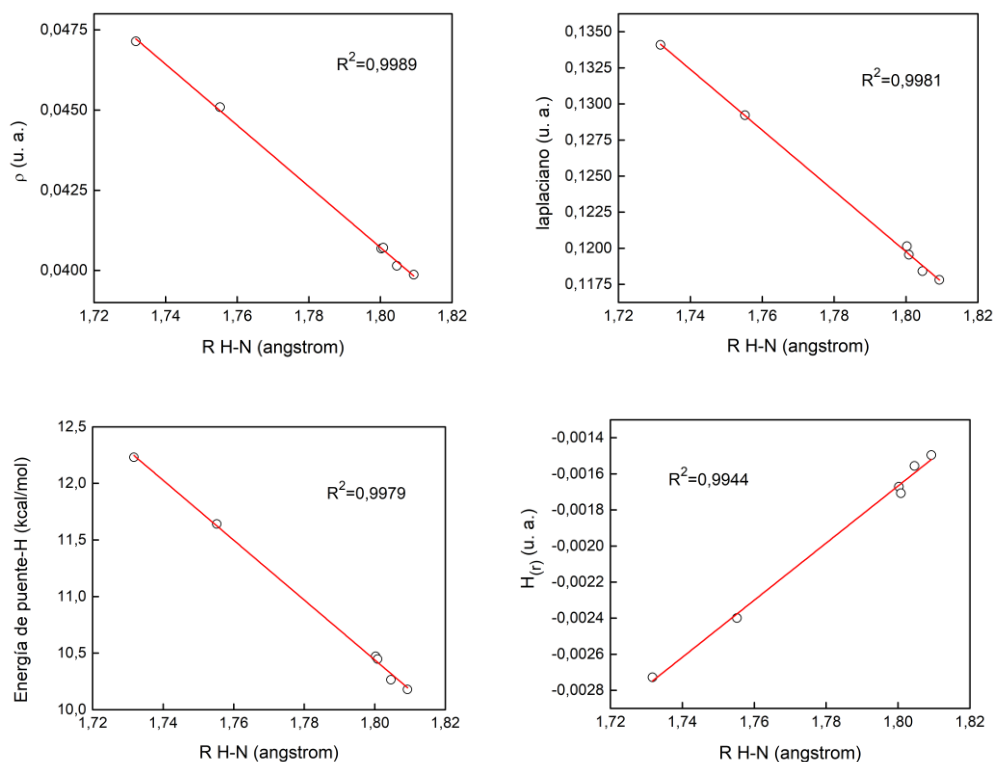 0,0475
0,0450
0,0425
0,0400
ρ (u. a.)
R²=0,9989
1,72 1,74 1,76 1,78 1,80 1,82
R H-N (angstrom)
0,1350
0,1325
0,1300
0,1275
0,1250
0,1225
0,1200
0,1175
laplaciano (u. a.)
R²=0,9981
1,72 1,74 1,76 1,78 1,80 1,82
R H-N (angstrom)
12,5
12,0
11,5
11,0
10,5
10,0
Energía de puente-H (kcal/mol)
R²=0,9979
1,72 1,74 1,76 1,78 1,80 1,82
R H-N (angstrom)
-0,0014
-0,0016
-0,0018
-0,0020
-0,0022
-0,0024
-0,0026
-0,0028
H(r) (u. a.)
R²=0,9944
1,72 1,74 1,76 1,78 1,80 1,82
R H-N (angstrom)